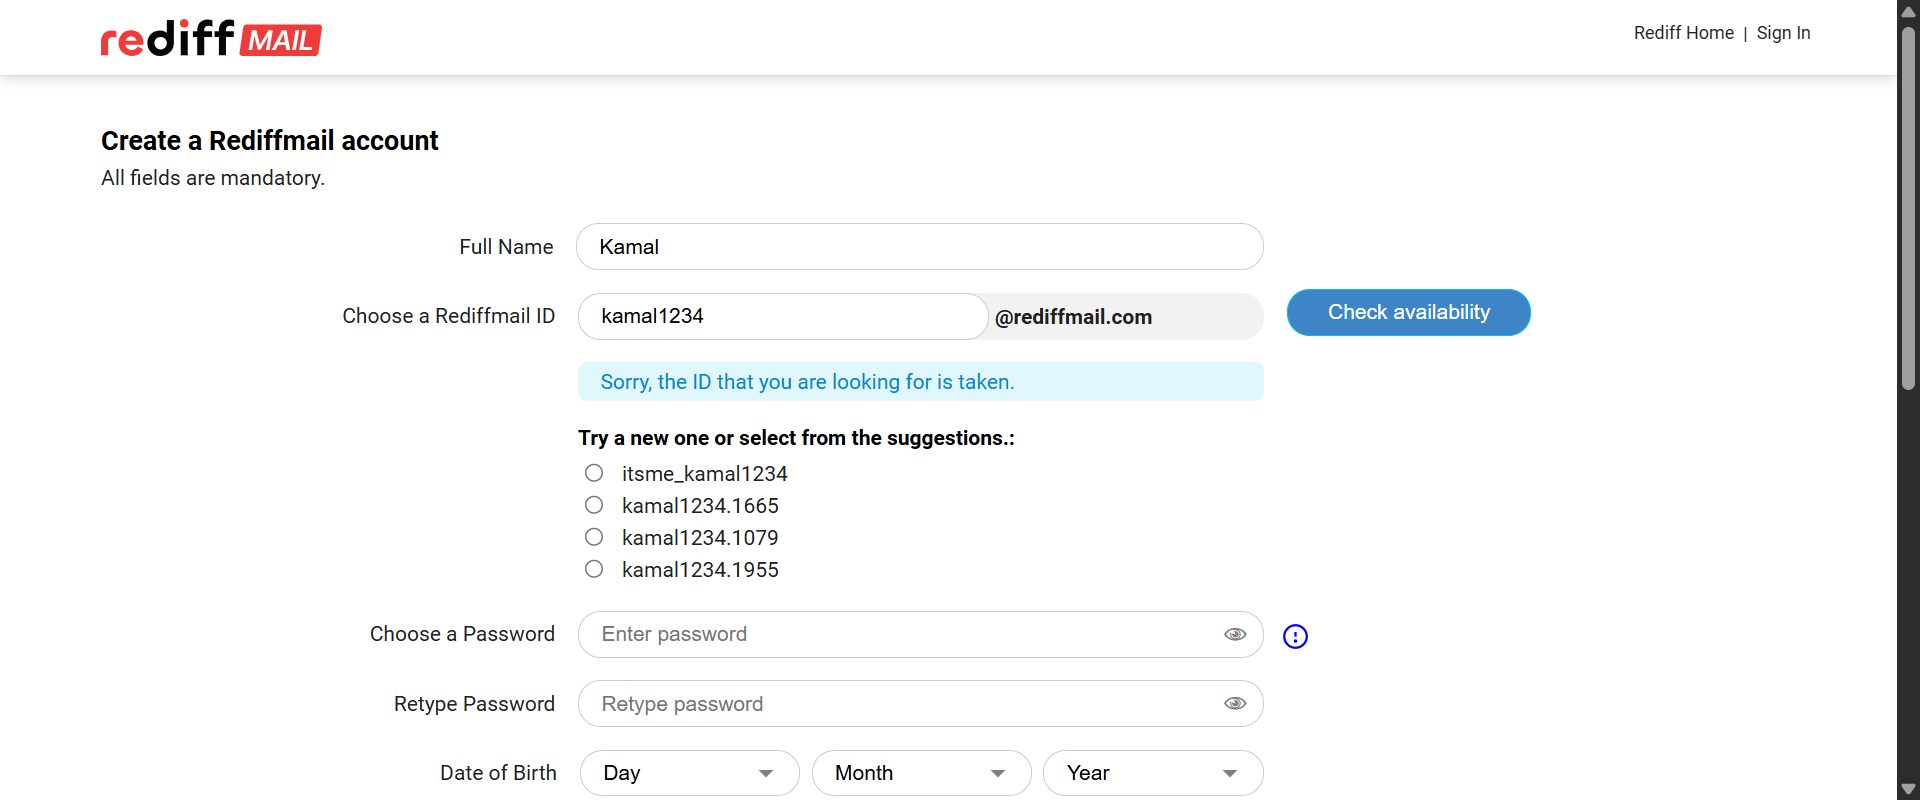 rediff MAIL
Rediff Home | Sign In
Create a Rediffmail account
All fields are mandatory.
Full Name Kamal
Choose a Rediffmail ID kamal1234 @rediffmail.com Check availability
Sorry, the ID that you are looking for is taken.
Try a new one or select from the suggestions.:
itsme_kamal1234
kamal1234.1665
kamal1234.1079
kamal1234.1955
Choose a Password Enter password
Retype Password Retype password
Date of Birth Day Month Year